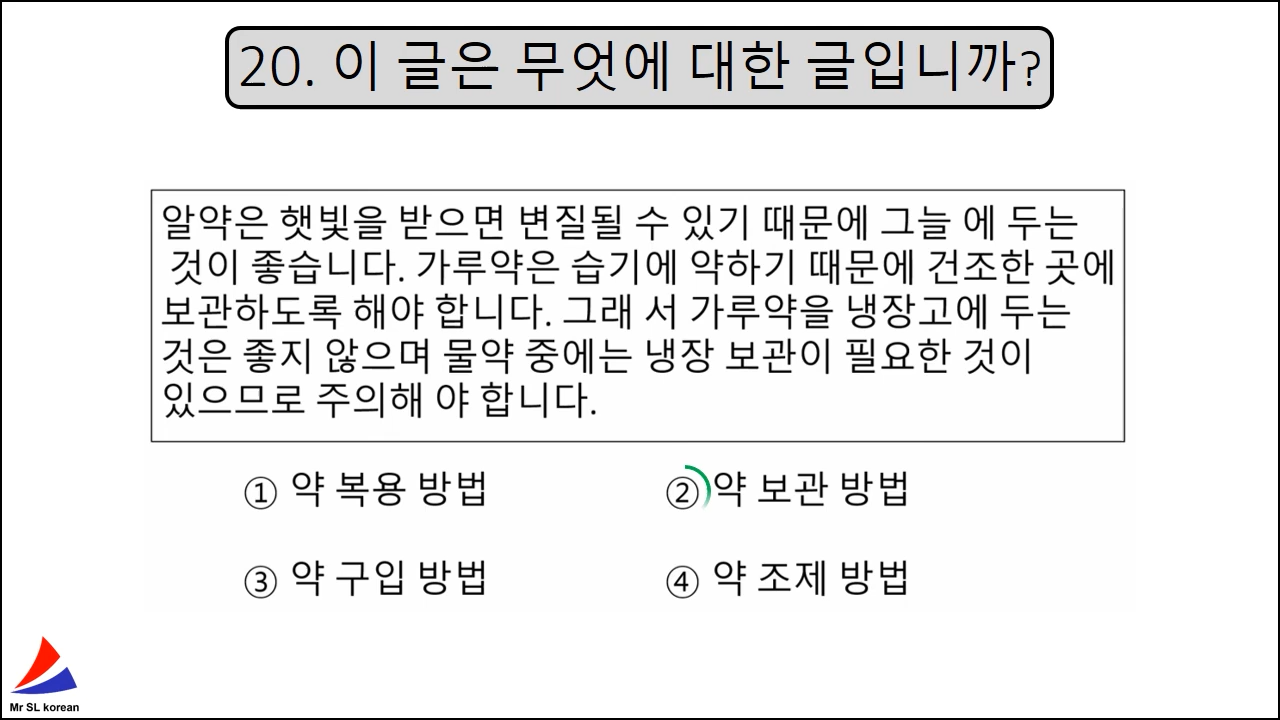 20. 이 글은 무엇에 대한 글입니까?
알약은 햇빛을 받으면 변질될 수 있기 때문에 그늘 에 두는
것이 좋습니다. 가루약은 습기에 약하기 때문에 건조한 곳에
보관하도록 해야 합니다. 그래 서 가루약을 냉장고에 두는
것은 좋지 않으며 물약 중에는 냉장 보관이 필요한 것이
있으므로 주의해 야 합니다.
① 약 복용 방법 ② 약 보관 방법
③ 약 구입 방법 ④ 약 조제 방법
Mr SL korean